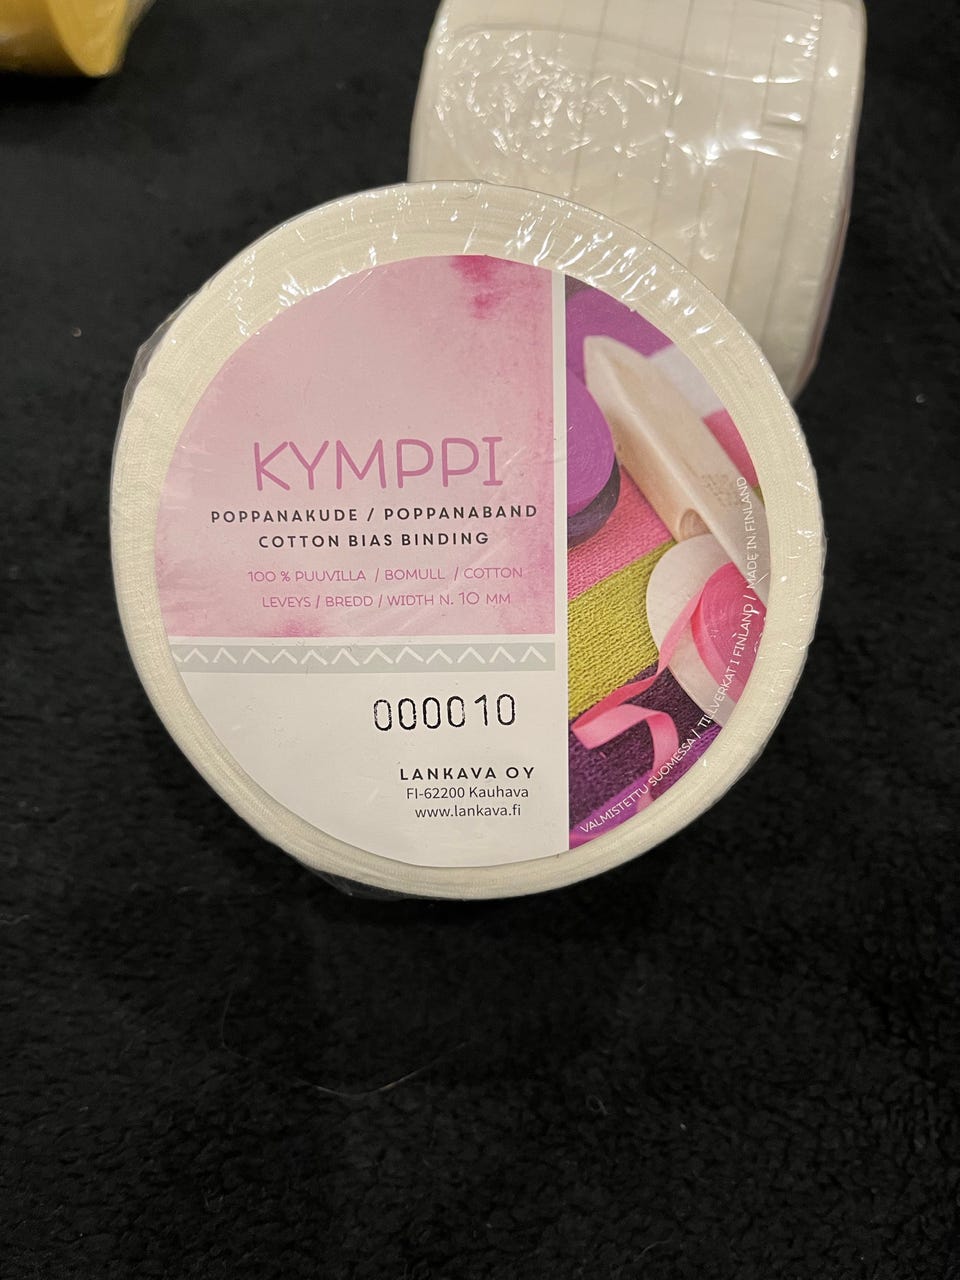 KYMPPI
POPPANAKUDE / POPPANABAND
COTTON BIAS BINDING
100 % PUUVILLA / BOMULL / COTTON
LEVEYS / BREDD / WIDTH N. 10 MM
000010
LANKAVA OY
FI-62200 Kauhava
www.lankava.fi
VALMISTETTU SUOMESSA / TILLVERKAT I FINLAND / MADE IN FINLAND